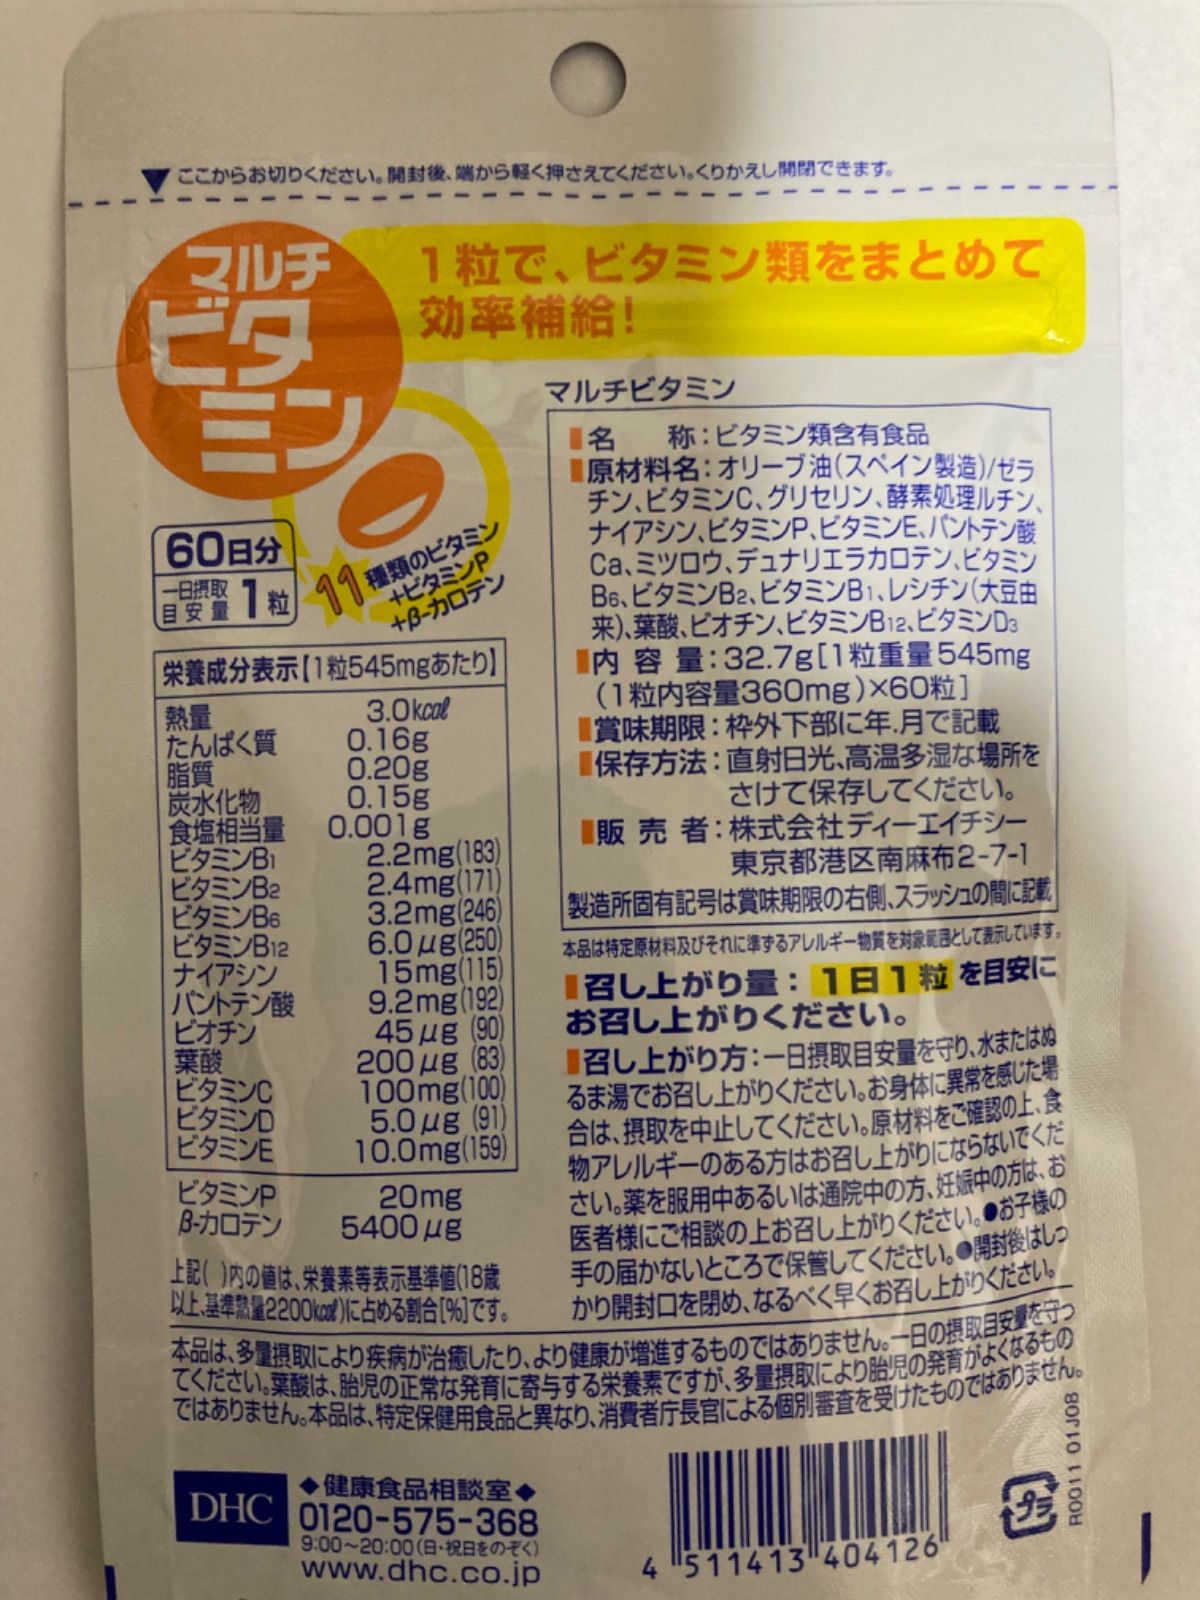 ▼ここからお切りください。開封後、端から軽く押さえてください。くりかえし開閉できます。
マルチ
ビタ
ミン
1粒で、ビタミン類をまとめて
効率補給!
60日分
一日摂取
目安量 1粒
11種類のビタミン
+ビタミンP
+β-カロテン
栄養成分表示【1粒545mgあたり】
熱量 3.0kcal
たんぱく質 0.16g
脂質 0.20g
炭水化物 0.15g
食塩相当量 0.001g
ビタミンB1 2.2mg(183)
ビタミンB2 2.4mg(171)
ビタミンB6 3.2mg(246)
ビタミンB12 6.0μg(250)
ナイアシン 15mg(115)
パントテン酸 9.2mg(192)
ビオチン 45μg (90)
葉酸 200μg (83)
ビタミンC 100mg(100)
ビタミンD 5.0μg (91)
ビタミンE 10.0mg(159)
ビタミンP 20mg
β-カロテン 5400μg
上記( )内の値は、栄養素等表示基準値(18歳
以上、基準熱量2200kcal)に占める割合[%]です。
マルチビタミン
名 称：ビタミン類含有食品
原材料名：オリーブ油(スペイン製造)/ゼラ
チン、ビタミンC、グリセリン、酵素処理ルチン、
ナイアシン、ビタミンP、ビタミンE、パントテン酸
Ca、ミツロウ、デュナリエラカロテン、ビタミン
B6、ビタミンB2、ビタミンB1、レシチン(大豆由
来)、葉酸、ビオチン、ビタミンB12、ビタミンD3
内容量：32.7g[1粒重量545mg
(1粒内容量360mg)×60粒]
賞味期限：枠外下部に年.月で記載
保存方法：直射日光、高温多湿な場所を
さけて保存してください。
販売者：株式会社ディーエイチシー
東京都港区南麻布2-7-1
製造所固有記号は賞味期限の右側、スラッシュの間に記載
本品は特定原材料及びそれに準ずるアレルギー物質を対象範囲として表示しています。
召し上がり量：1日1粒を目安に
お召し上がりください。
召し上がり方：一日摂取目安量を守り、水またはぬ
るま湯でお召し上がりください。お身体に異常を感じた場
合は、摂取を中止してください。原材料をご確認の上、食
物アレルギーのある方はお召し上がりにならないでくだ
さい。薬を服用中あるいは通院中の方、妊娠中の方は、お
医者様にご相談の上お召し上がりください。●お子様の
手の届かないところで保管してください。●開封後はしっ
かり開封口を閉め、なるべく早くお召し上がりください。
本品は、多量摂取により疾病が治癒したり、より健康が増進するものではありません。一日の摂取目安量を守っ
てください。葉酸は、胎児の正常な発育に寄与する栄養素ですが、多量摂取により胎児の発育がよくなるもの
ではありません。本品は、特定保健用食品と異なり、消費者庁長官による個別審査を受けたものではありません。
DHC
◆健康食品相談室◆
0120-575-368
9:00〜20:00(日・祝日をのぞく)
www.dhc.co.jp
4 511413 404126
プラ
R0011 01J08